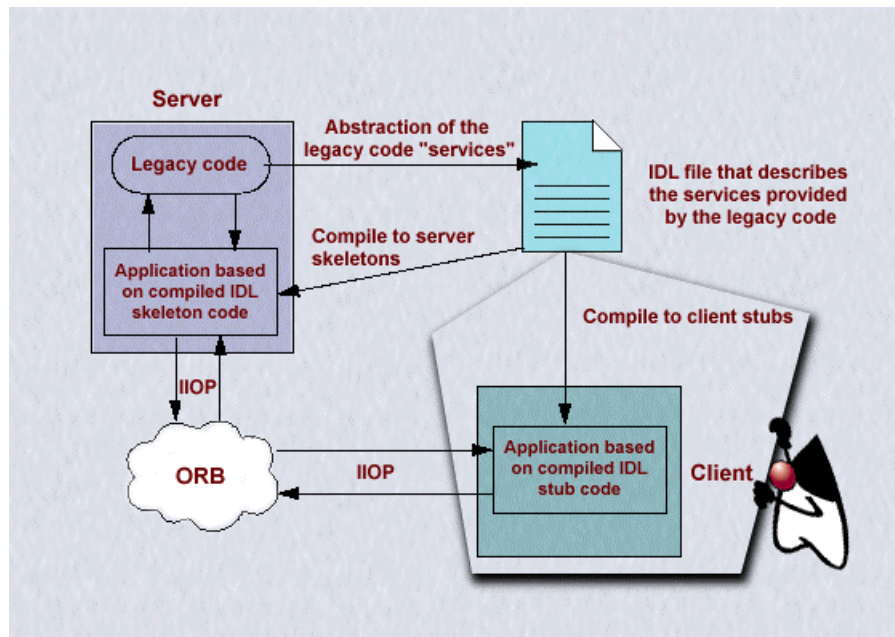 Server
Legacy code
Abstraction of the
legacy code "services"
IDL file that describes
the services provided
by the legacy code
Compile to server
skeletons
Application based
on compiled IDL
skeleton code
Compile to client stubs
IIOP
ORB
IIOP
Application based
on compiled IDL
stub code
Client